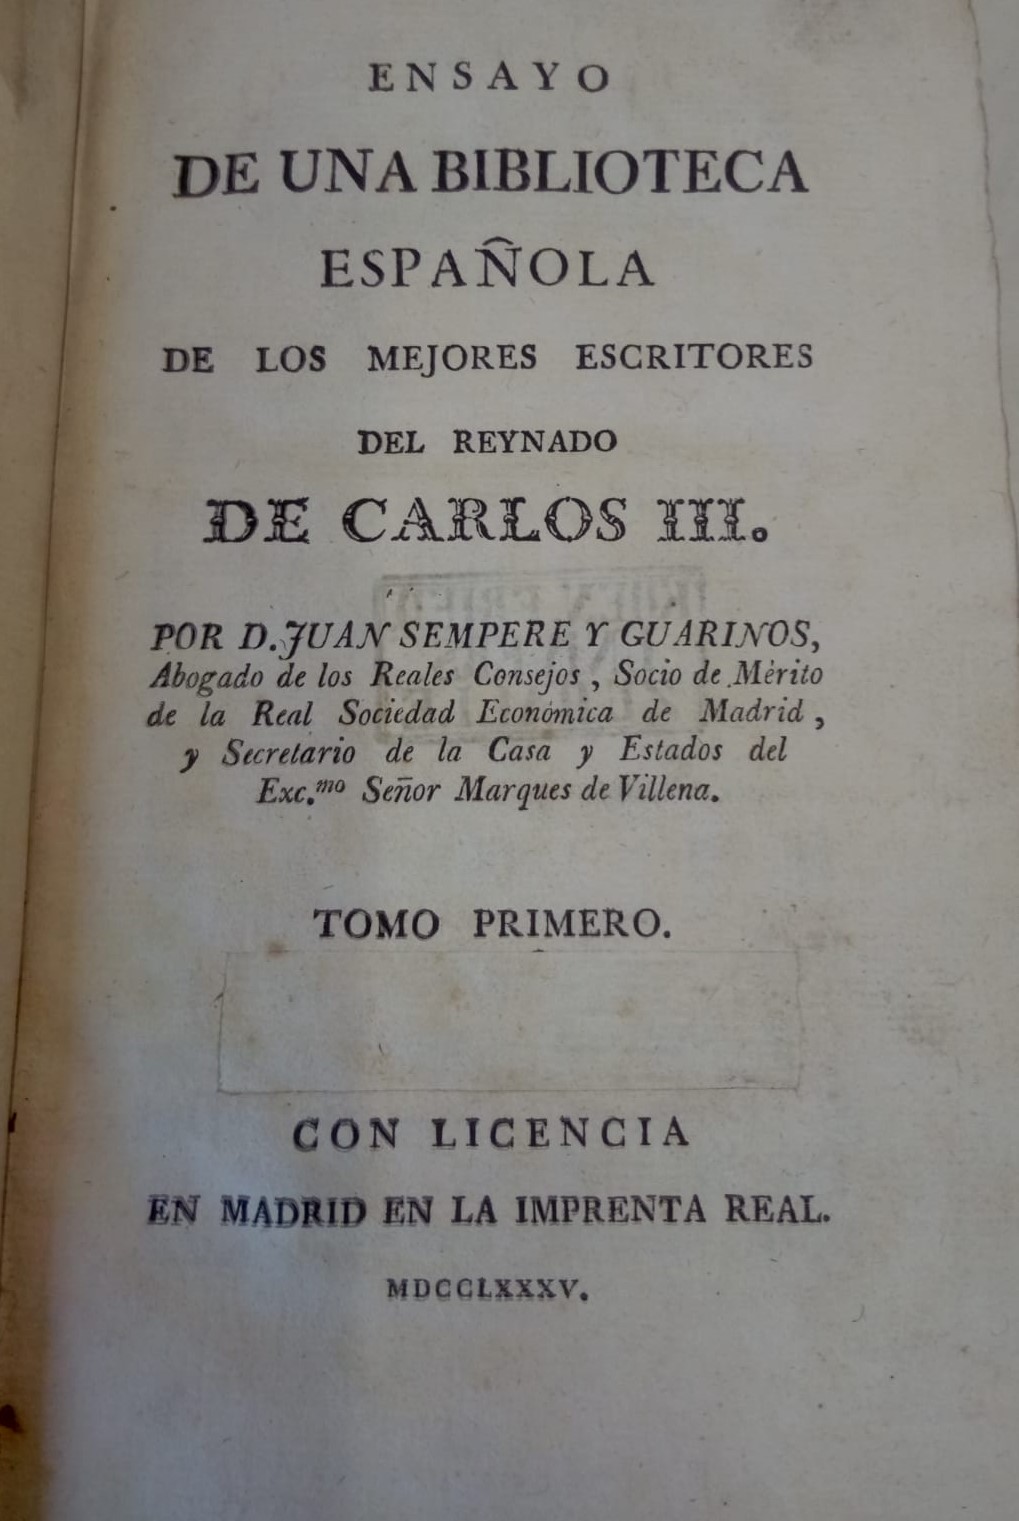 ENSAYO
DE UNA BIBLIOTECA
ESPAÑOLA
DE LOS MEJORES ESCRITORES
DEL REYNADO
DE CARLOS III.
POR D. JUAN SEMPERE Y GUARINOS,
Abogado de los Reales Consejos, Socio de Mérito
de la Real Sociedad Económica de Madrid,
y Secretario de la Casa y Estados del
Exc.mo Señor Marques de Villena.
TOMO PRIMERO.
CON LICENCIA
EN MADRID EN LA IMPRENTA REAL.
MDCCLXXXV.